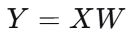 Y = XW